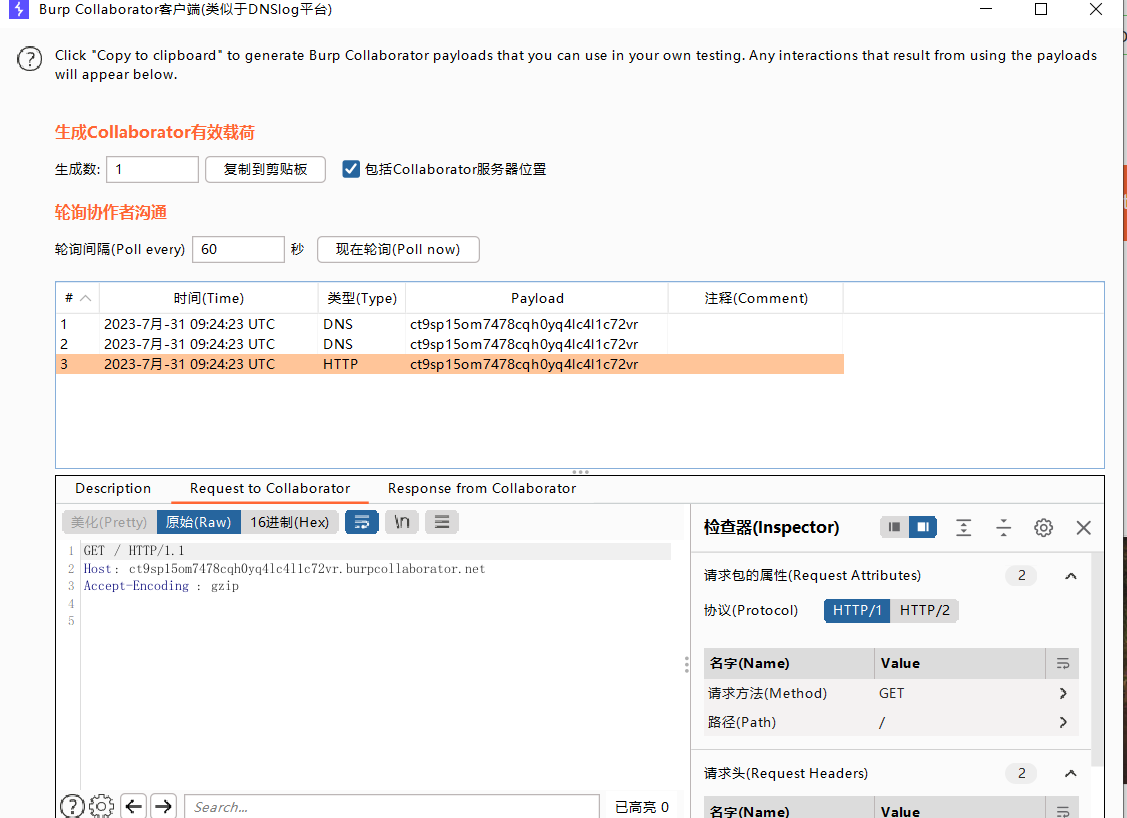 Burp Collaborator客户端(类似于DNSlog平台)
Click "Copy to clipboard" to generate Burp Collaborator payloads that you can use in your own testing. Any interactions that result from using the payloads
will appear below.
生成Collaborator有效载荷
生成数: 1 复制到剪贴板 包括Collaborator服务器位置
轮询协作者沟通
轮询间隔(Poll every) 60 秒 现在轮询(Poll now)
# 时间(Time) 类型(Type) Payload 注释(Comment)
1 2023-7月-31 09:24:23 UTC DNS ct9sp15om7478cqh0yq4lc4l1c72vr
2 2023-7月-31 09:24:23 UTC DNS ct9sp15om7478cqh0yq4lc4l1c72vr
3 2023-7月-31 09:24:23 UTC HTTP ct9sp15om7478cqh0yq4lc4l1c72vr
Description Request to Collaborator Response from Collaborator
美化(Pretty) 原始(Raw) 16进制(Hex) \n
1 GET / HTTP/1.1
2 Host: ct9sp15om7478cqh0yq4lc4l1c72vr.burpcollaborator.net
3 Accept-Encoding : gzip
4
5
检查器(Inspector)
请求包的属性(Request Attributes) 2
协议(Protocol) HTTP/1 HTTP/2
名字(Name) Value
请求方法(Method) GET
路径(Path) /
请求头(Request Headers) 2
名字(Name) Value
Search... 已高亮 0